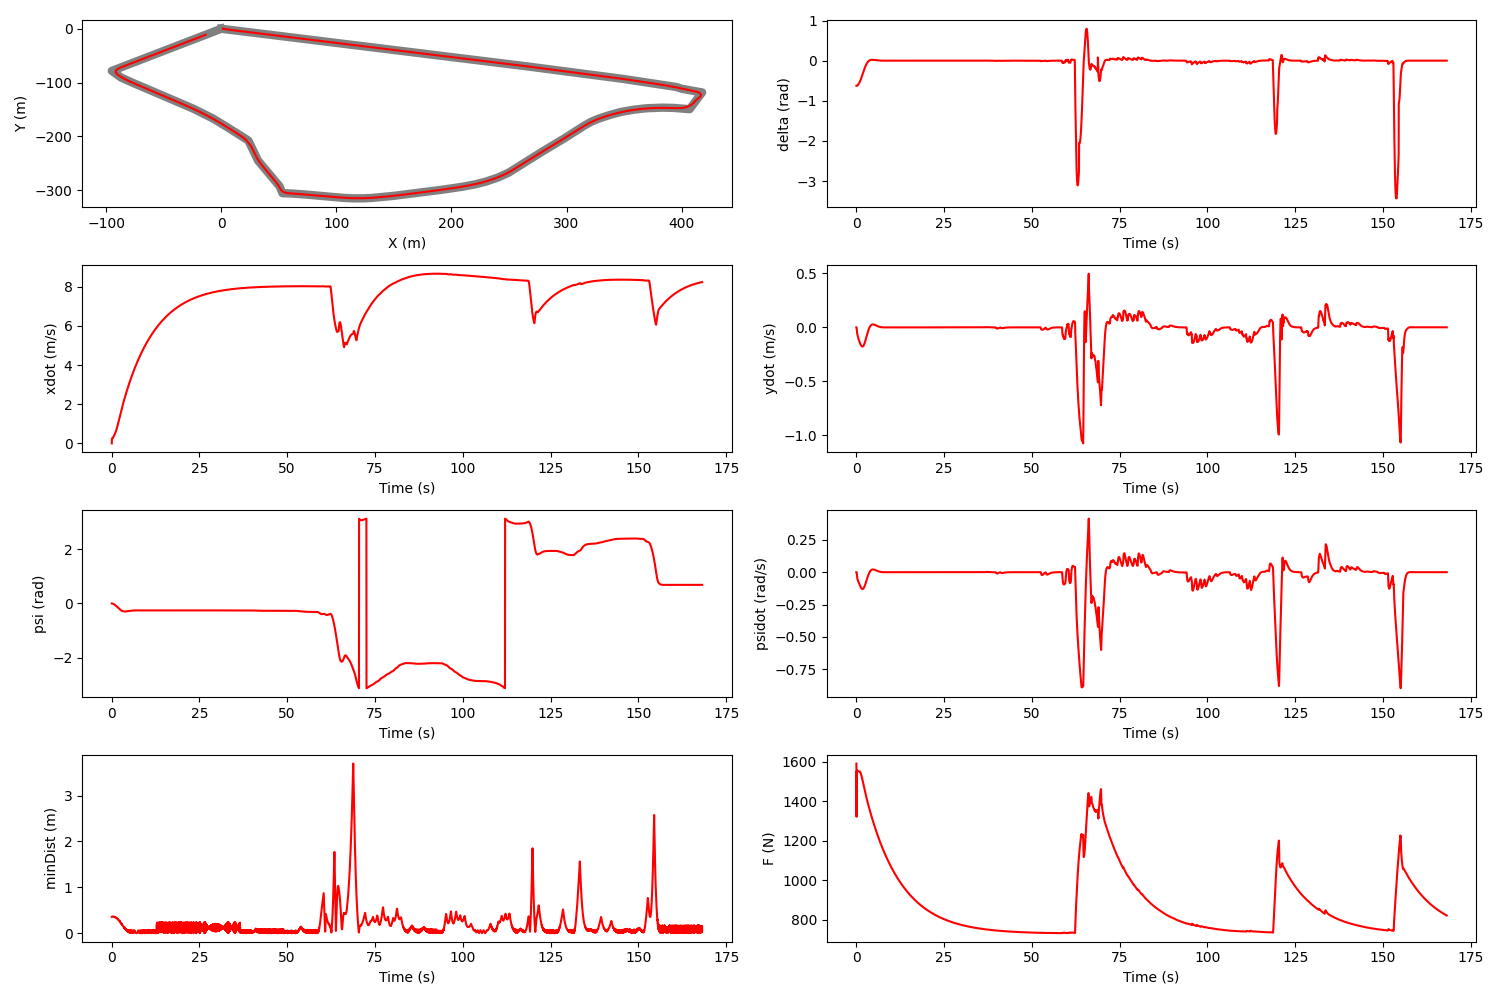 0
−100
−200
−300
Y (m)
−100 0 100 200 300 400
X (m)
1
0
−1
−2
−3
delta (rad)
0 25 50 75 100 125 150 175
Time (s)
8
6
4
2
0
xdot (m/s)
0 25 50 75 100 125 150 175
Time (s)
0.5
0.0
−0.5
−1.0
ydot (m/s)
0 25 50 75 100 125 150 175
Time (s)
2
0
−2
psi (rad)
0 25 50 75 100 125 150 175
Time (s)
0.25
0.00
−0.25
−0.50
−0.75
psidot (rad/s)
0 25 50 75 100 125 150 175
Time (s)
3
2
1
0
minDist (m)
0 25 50 75 100 125 150 175
Time (s)
1600
1400
1200
1000
800
F (N)
0 25 50 75 100 125 150 175
Time (s)